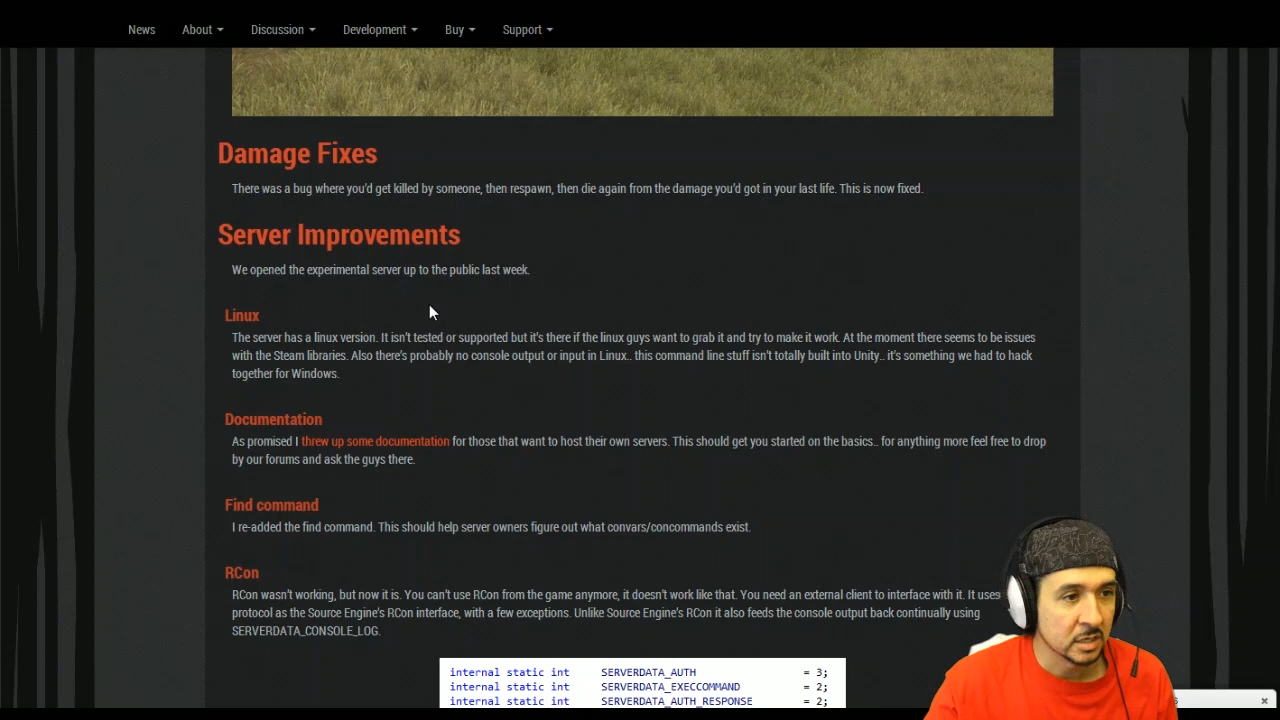 News About Discussion Development Buy Support
Damage Fixes
There was a bug where you'd get killed by someone, then respawn, then die again from the damage you'd got in your last life. This is now fixed.
Server Improvements
We opened the experimental server up to the public last week.
Linux
The server has a linux version. It isn't tested or supported but it's there if the linux guys want to grab it and try to make it work. At the moment there seems to be issues
with the Steam libraries. Also there's probably no console output or input in Linux.. this command line stuff isn't totally built into Unity.. it's something we had to hack
together for Windows.
Documentation
As promised I threw up some documentation for those that want to host their own servers. This should get you started on the basics.. for anything more feel free to drop
by our forums and ask the guys there.
Find command
I re-added the find command. This should help server owners figure out what convars/concommands exist.
RCon
RCon wasn't working, but now it is. You can't use RCon from the game anymore, it doesn't work like that. You need an external client to interface with it. It uses
protocol as the Source Engine's RCon interface, with a few exceptions. Unlike Source Engine's RCon it also feeds the console output back continually using
SERVERDATA_CONSOLE_LOG.
internal static int SERVERDATA_AUTH = 3;
internal static int SERVERDATA_EXECCOMMAND = 2;
internal static int SERVERDATA_AUTH_RESPONSE = 2;